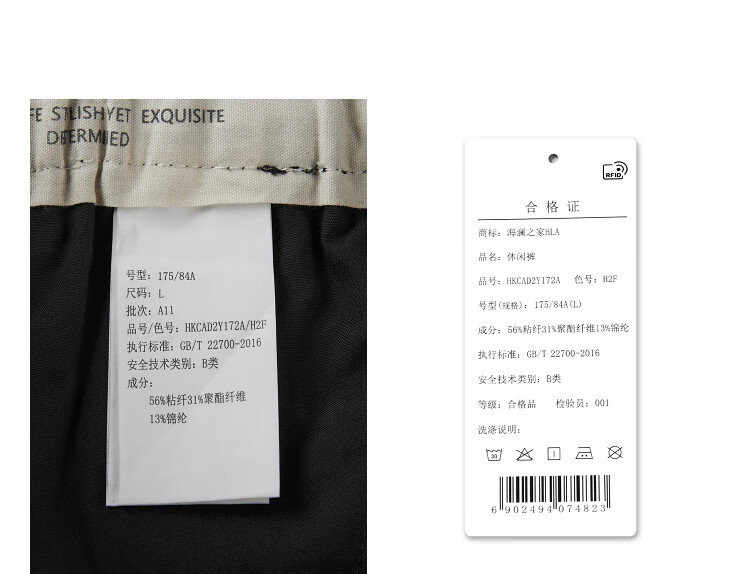 FE STLISHYET EXQUISITE
号型: 175/84A
尺码: L
批次: A11
品号/色号: HKCAD2Y172A/H2F
执行标准: GB/T 22700-2016
安全技术类别: B类
成分:
56%粘纤31%聚酯纤维
13%锦纶
RFID
合格证
商标: 海澜之家HLA
品名: 休闲裤
品号: HKCAD2Y172A 色号: H2F
号型(规格): 175/84A(L)
成分: 56%粘纤31%聚酯纤维13%锦纶
执行标准: GB/T 22700-2016
安全技术类别: B类
等级: 合格品 检验员: 001
洗涤说明:
30
6902494074823